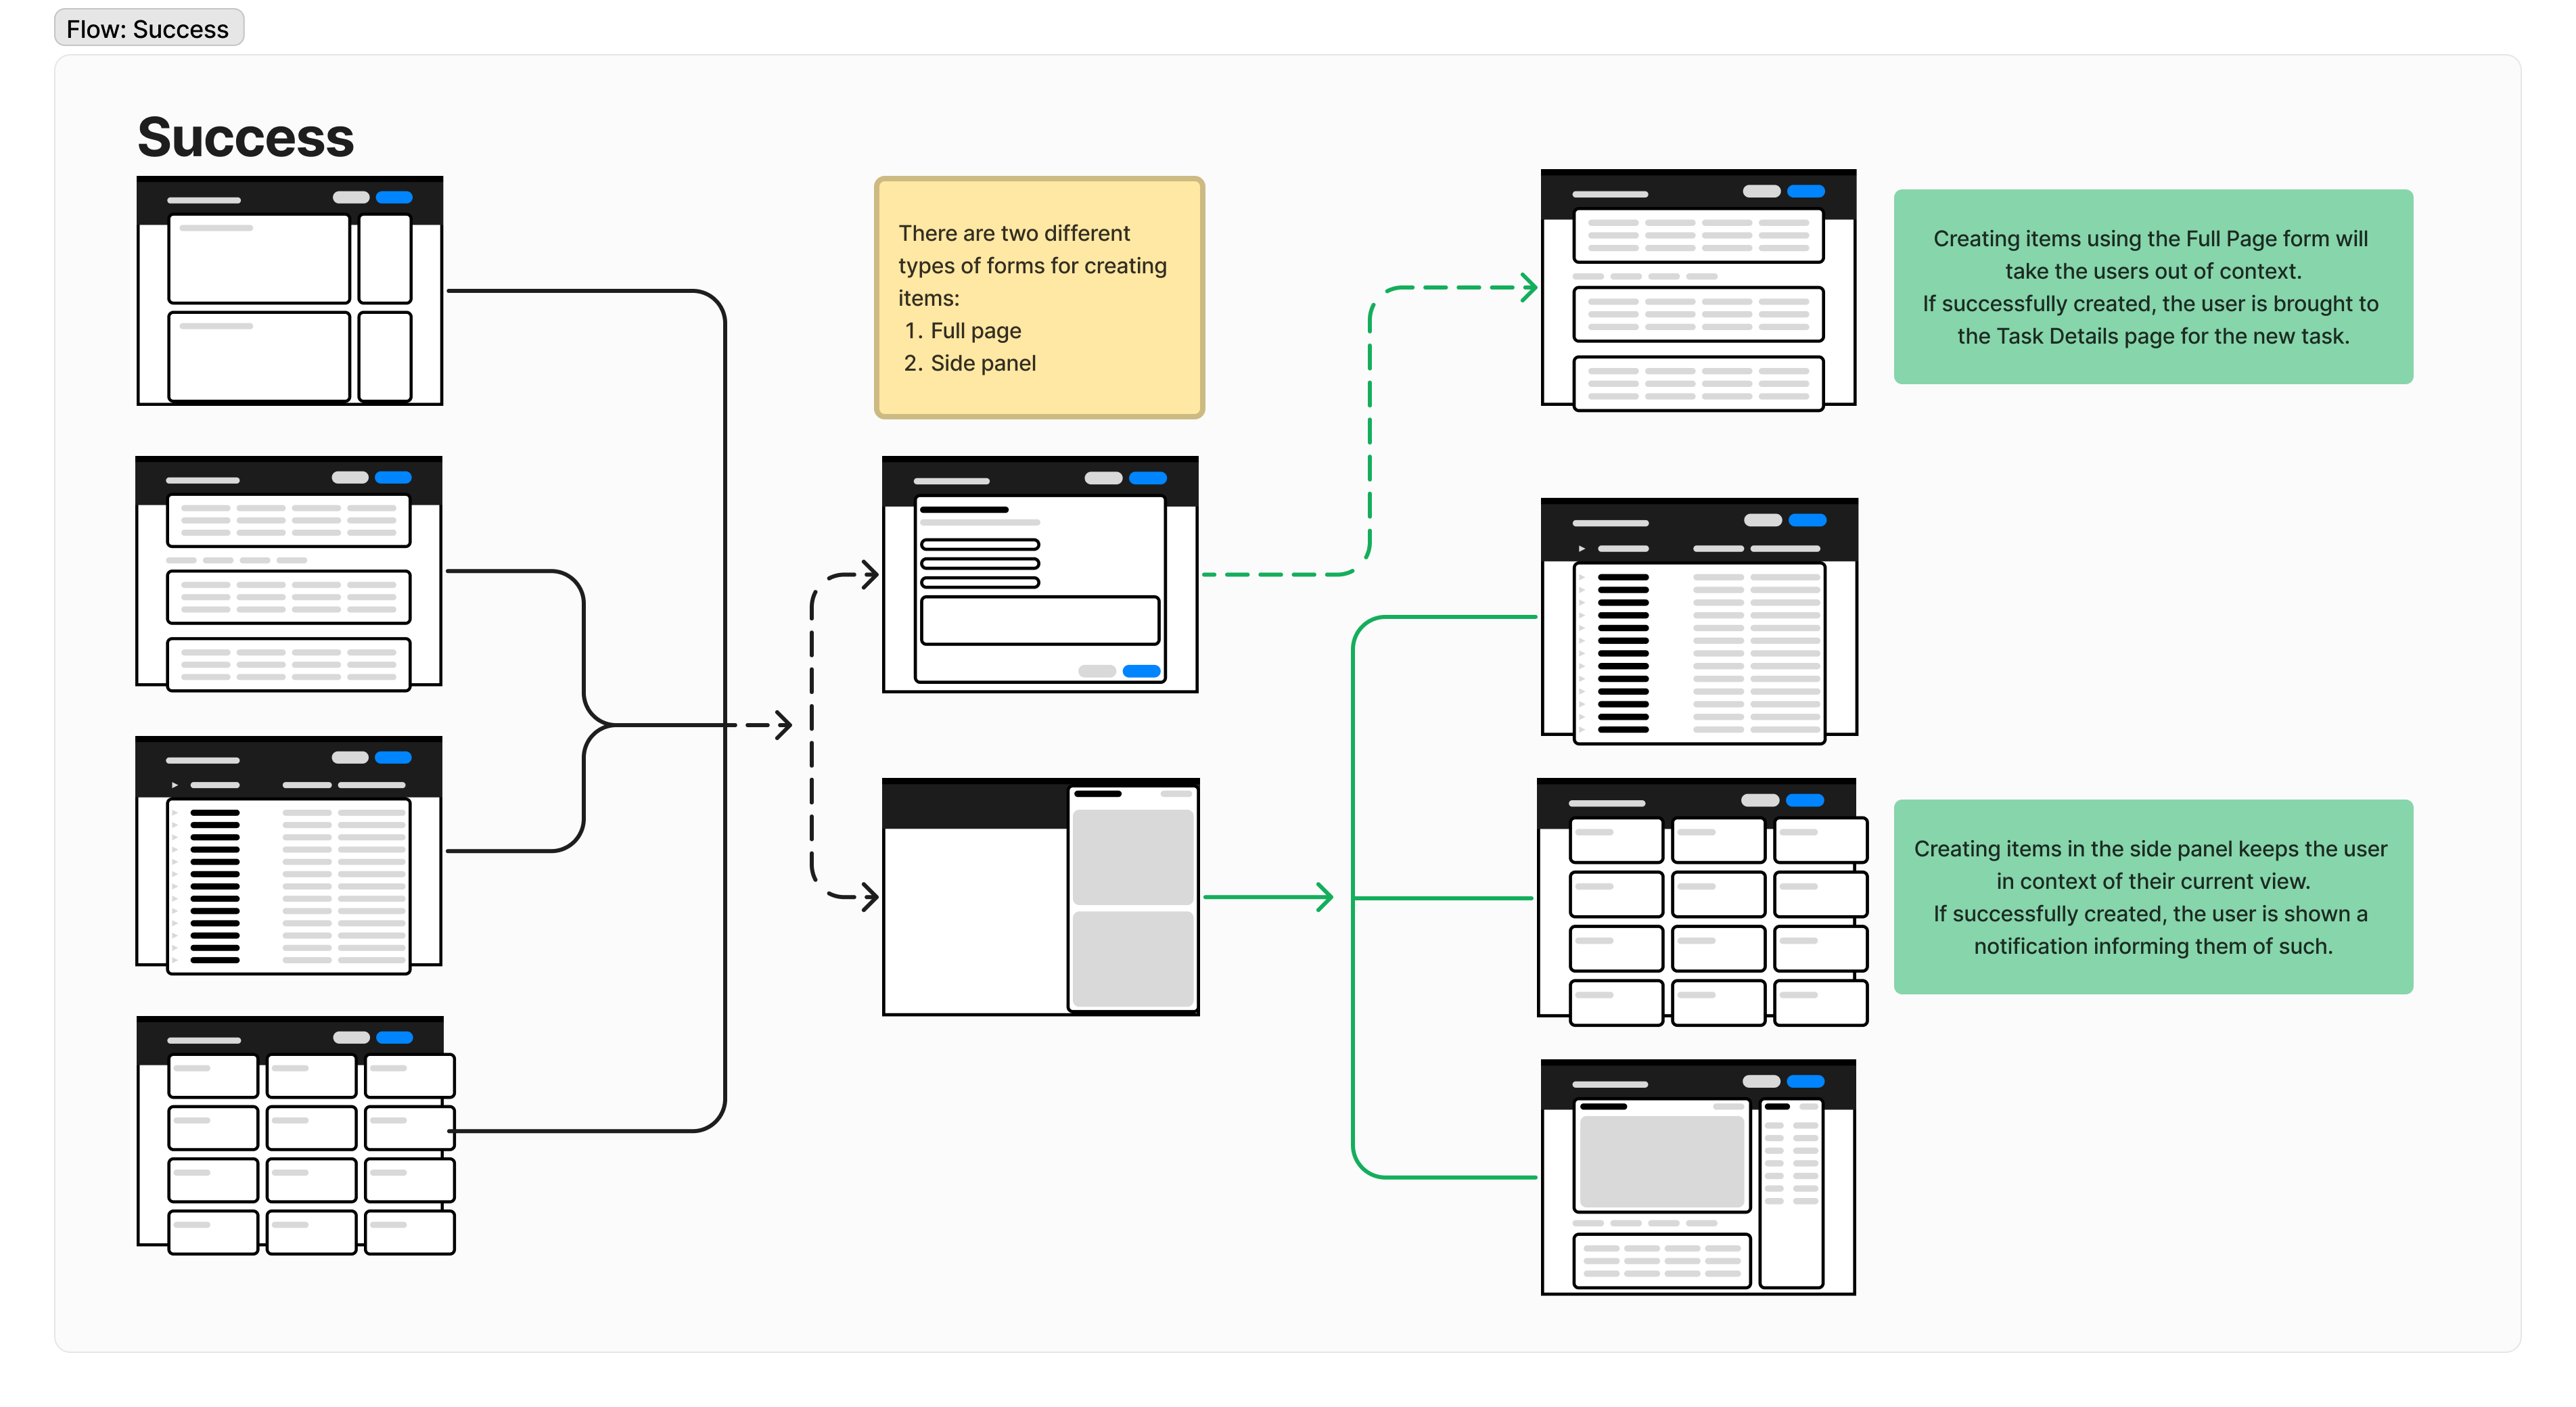 Flow: Success
Success
There are two different
types of forms for creating
items:
1. Full page
2. Side panel
Creating items using the Full Page form will
take the users out of context.
If successfully created, the user is brought to
the Task Details page for the new task.
Creating items in the side panel keeps the user
in context of their current view.
If successfully created, the user is shown a
notification informing them of such.